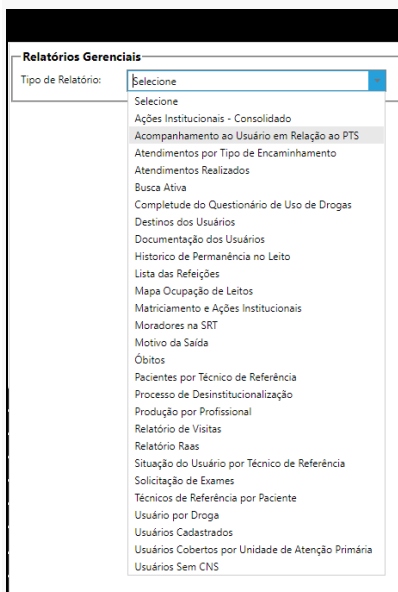 Relatórios Gerenciais
Tipo de Relatório: Selecione
Selecione
Ações Institucionais - Consolidado
Acompanhamento ao Usuário em Relação ao PTS
Atendimentos por Tipo de Encaminhamento
Atendimentos Realizados
Busca Ativa
Completude do Questionário de Uso de Drogas
Destinos dos Usuários
Documentação dos Usuários
Historico de Permanência no Leito
Lista das Refeições
Mapa Ocupação de Leitos
Matriciamento e Ações Institucionais
Moradores na SRT
Motivo da Saída
Óbitos
Pacientes por Técnico de Referência
Processo de Desinstitucionalização
Produção por Profissional
Relatório de Visitas
Relatório Raas
Situação do Usuário por Técnico de Referência
Solicitação de Exames
Técnicos de Referência por Paciente
Usuário por Droga
Usuários Cadastrados
Usuários Cobertos por Unidade de Atenção Primária
Usuários Sem CNS